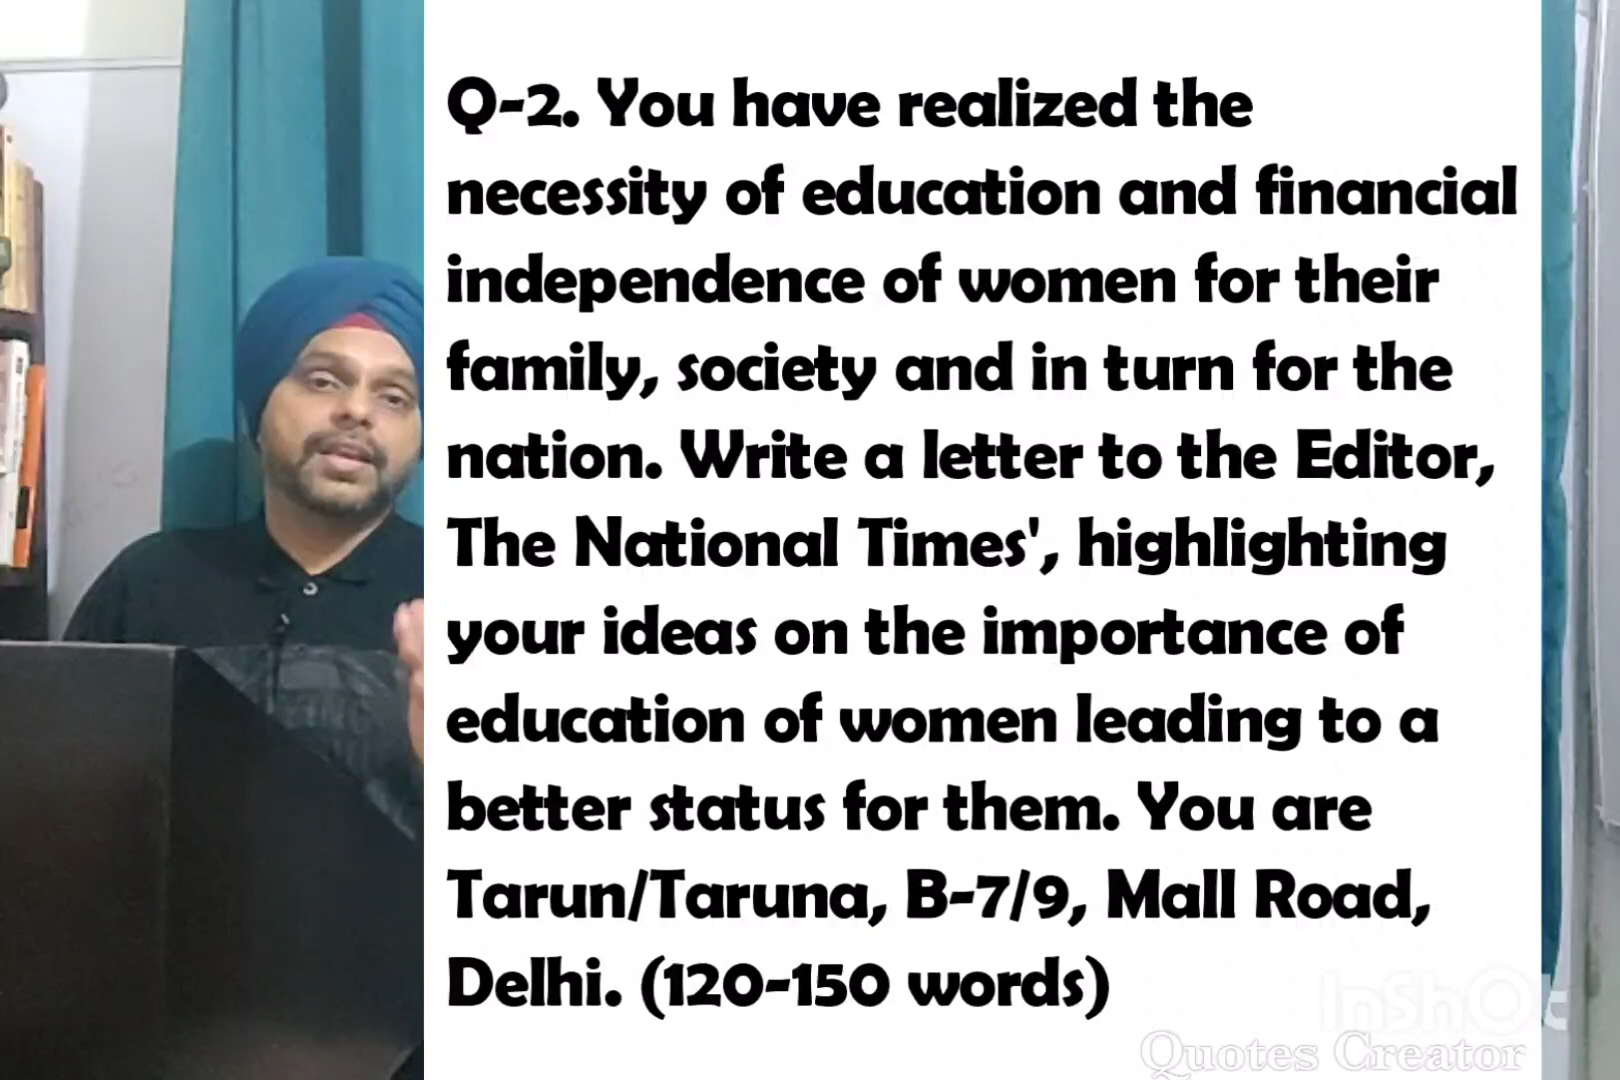 Q-2. You have realized the
necessity of education and financial
independence of women for their
family, society and in turn for the
nation. Write a letter to the Editor,
The National Times', highlighting
your ideas on the importance of
education of women leading to a
better status for them. You are
Tarun/Taruna, B-7/9, Mall Road,
Delhi. (120-150 words)
InShOt
Quotes Creator